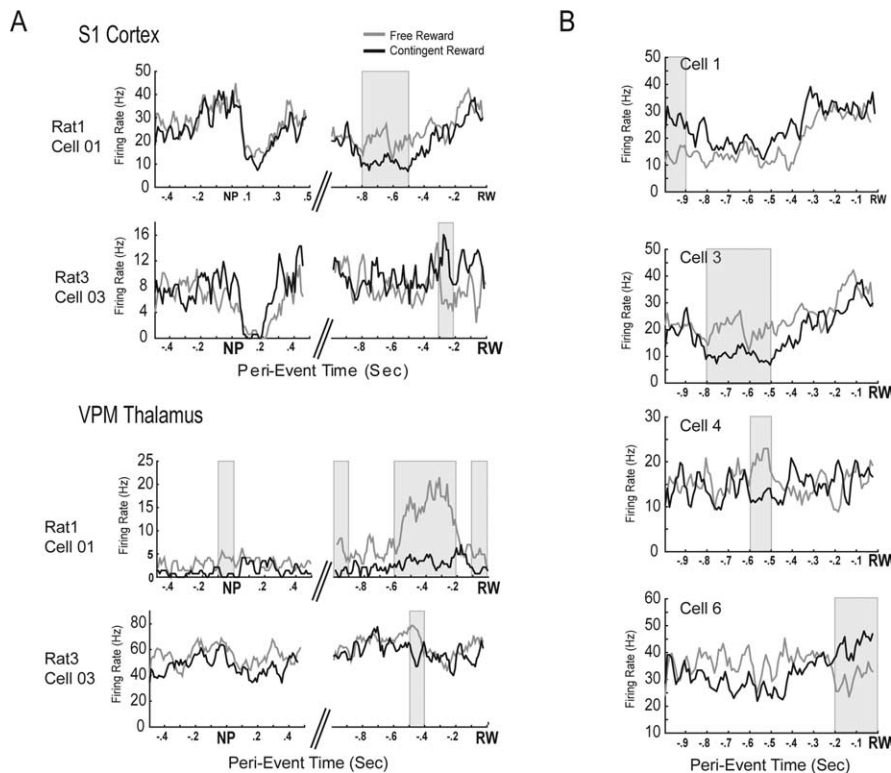 A
S1 Cortex
Free Reward
Contingent Reward
Rat1
Cell 01
Firing Rate (Hz)
50
40
30
20
10
0
-.4 -.2 NP .1 .3 .5 -.8 -.6 -.4 -.2 RW
Rat3
Cell 03
Firing Rate (Hz)
16
12
8
4
0
-.4 -.2 NP .2 .4 -.8 -.6 -.4 -.2 RW
Peri-Event Time (Sec)
VPM Thalamus
Rat1
Cell 01
Firing Rate (Hz)
25
20
15
10
5
0
-.4 -.2 NP .2 .4 -.8 -.6 -.4 -.2 RW
Rat3
Cell 03
Firing Rate (Hz)
100
80
60
40
20
0
-.4 -.2 NP .2 .4 -.8 -.6 -.4 -.2 RW
Peri-Event Time (Sec)
B
Cell 1
Firing Rate (Hz)
50
40
30
20
10
0
-.9 -.8 -.7 -.6 -.5 -.4 -.3 -.2 -.1 RW
Cell 3
Firing Rate (Hz)
50
40
30
20
10
0
-.9 -.8 -.7 -.6 -.5 -.4 -.3 -.2 -.1 RW
Cell 4
Firing Rate (Hz)
30
20
10
0
-.9 -.8 -.7 -.6 -.5 -.4 -.3 -.2 -.1 RW
Cell 6
Firing Rate (Hz)
60
50
40
30
20
10
-.9 -.8 -.7 -.6 -.5 -.4 -.3 -.2 -.1 RW
Peri-Event Time (Sec)